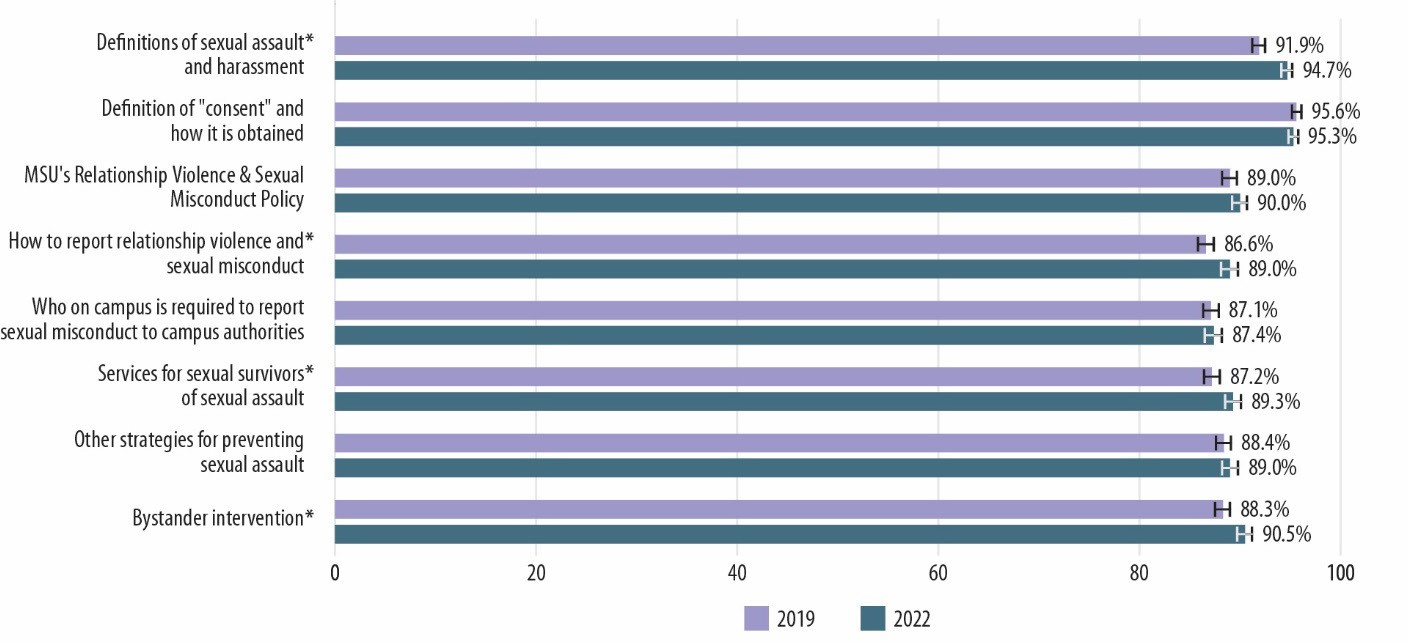 Definitions of sexual assault*
and harassment
91.9%
94.7%
Definition of "consent" and
how it is obtained
95.6%
95.3%
MSU's Relationship Violence & Sexual
Misconduct Policy
89.0%
90.0%
How to report relationship violence and*
sexual misconduct
86.6%
89.0%
Who on campus is required to report
sexual misconduct to campus authorities
87.1%
87.4%
Services for sexual survivors*
of sexual assault
87.2%
89.3%
Other strategies for preventing
sexual assault
88.4%
89.0%
Bystander intervention*
88.3%
90.5%
0 20 40 60 80 100
2019 2022